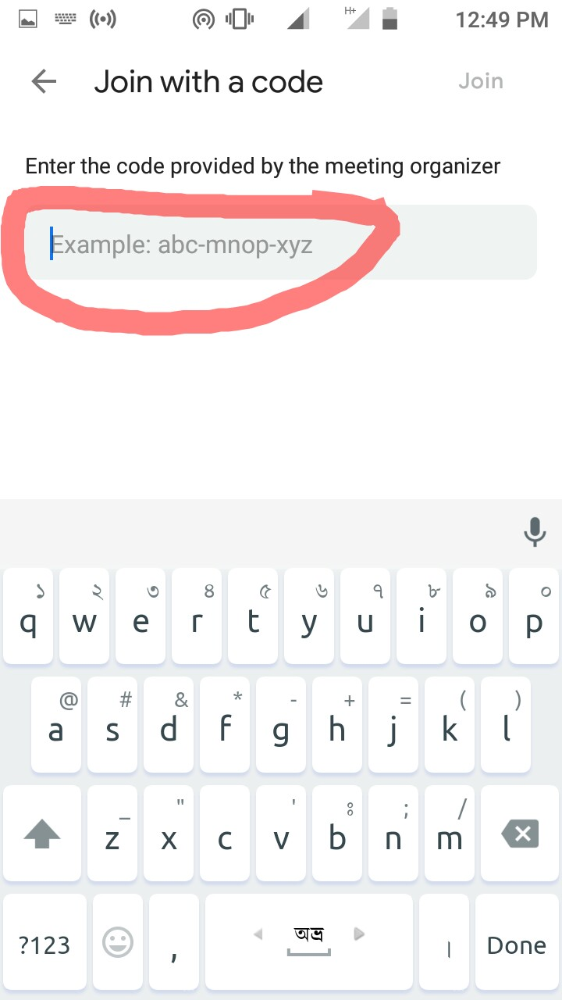 H+ 12:49 PM
Join with a code Join
Enter the code provided by the meeting organizer
Example: abc-mnop-xyz
১ ২ ৩ ৪ ৫ ৬ ৭ ৮ ৯ ০
q w e r t y u i o p
@ # & * - + = ( )
a s d f g h j k l
_ " ' ঃ ; /
z x c v b n m
?123 , অভ্র । Done